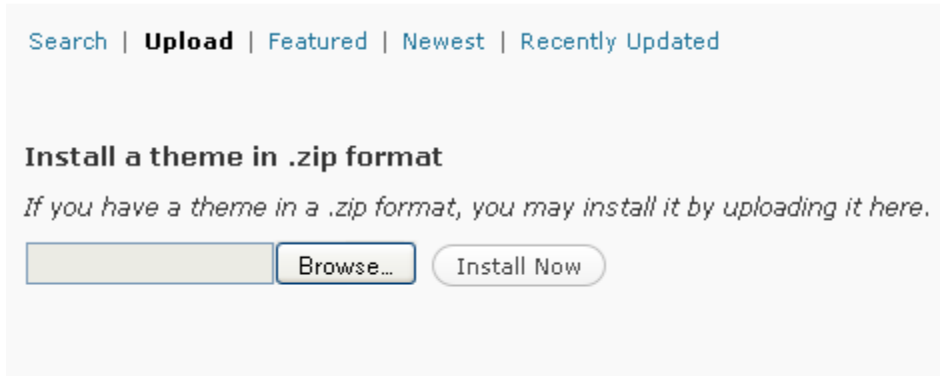 Search | Upload | Featured | Newest | Recently Updated
Install a theme in .zip format
If you have a theme in a .zip format, you may install it by uploading it here.
Browse... Install Now